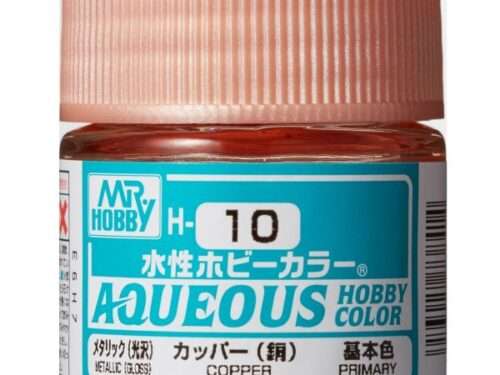 MR.
HOBBY
H-10
水性ホビーカラー®
AQUEOUS HOBBY COLOR
メタリック(光沢) カッパー(銅) 基本色
METALLIC (GLOSS) COPPER PRIMARY
E6H7